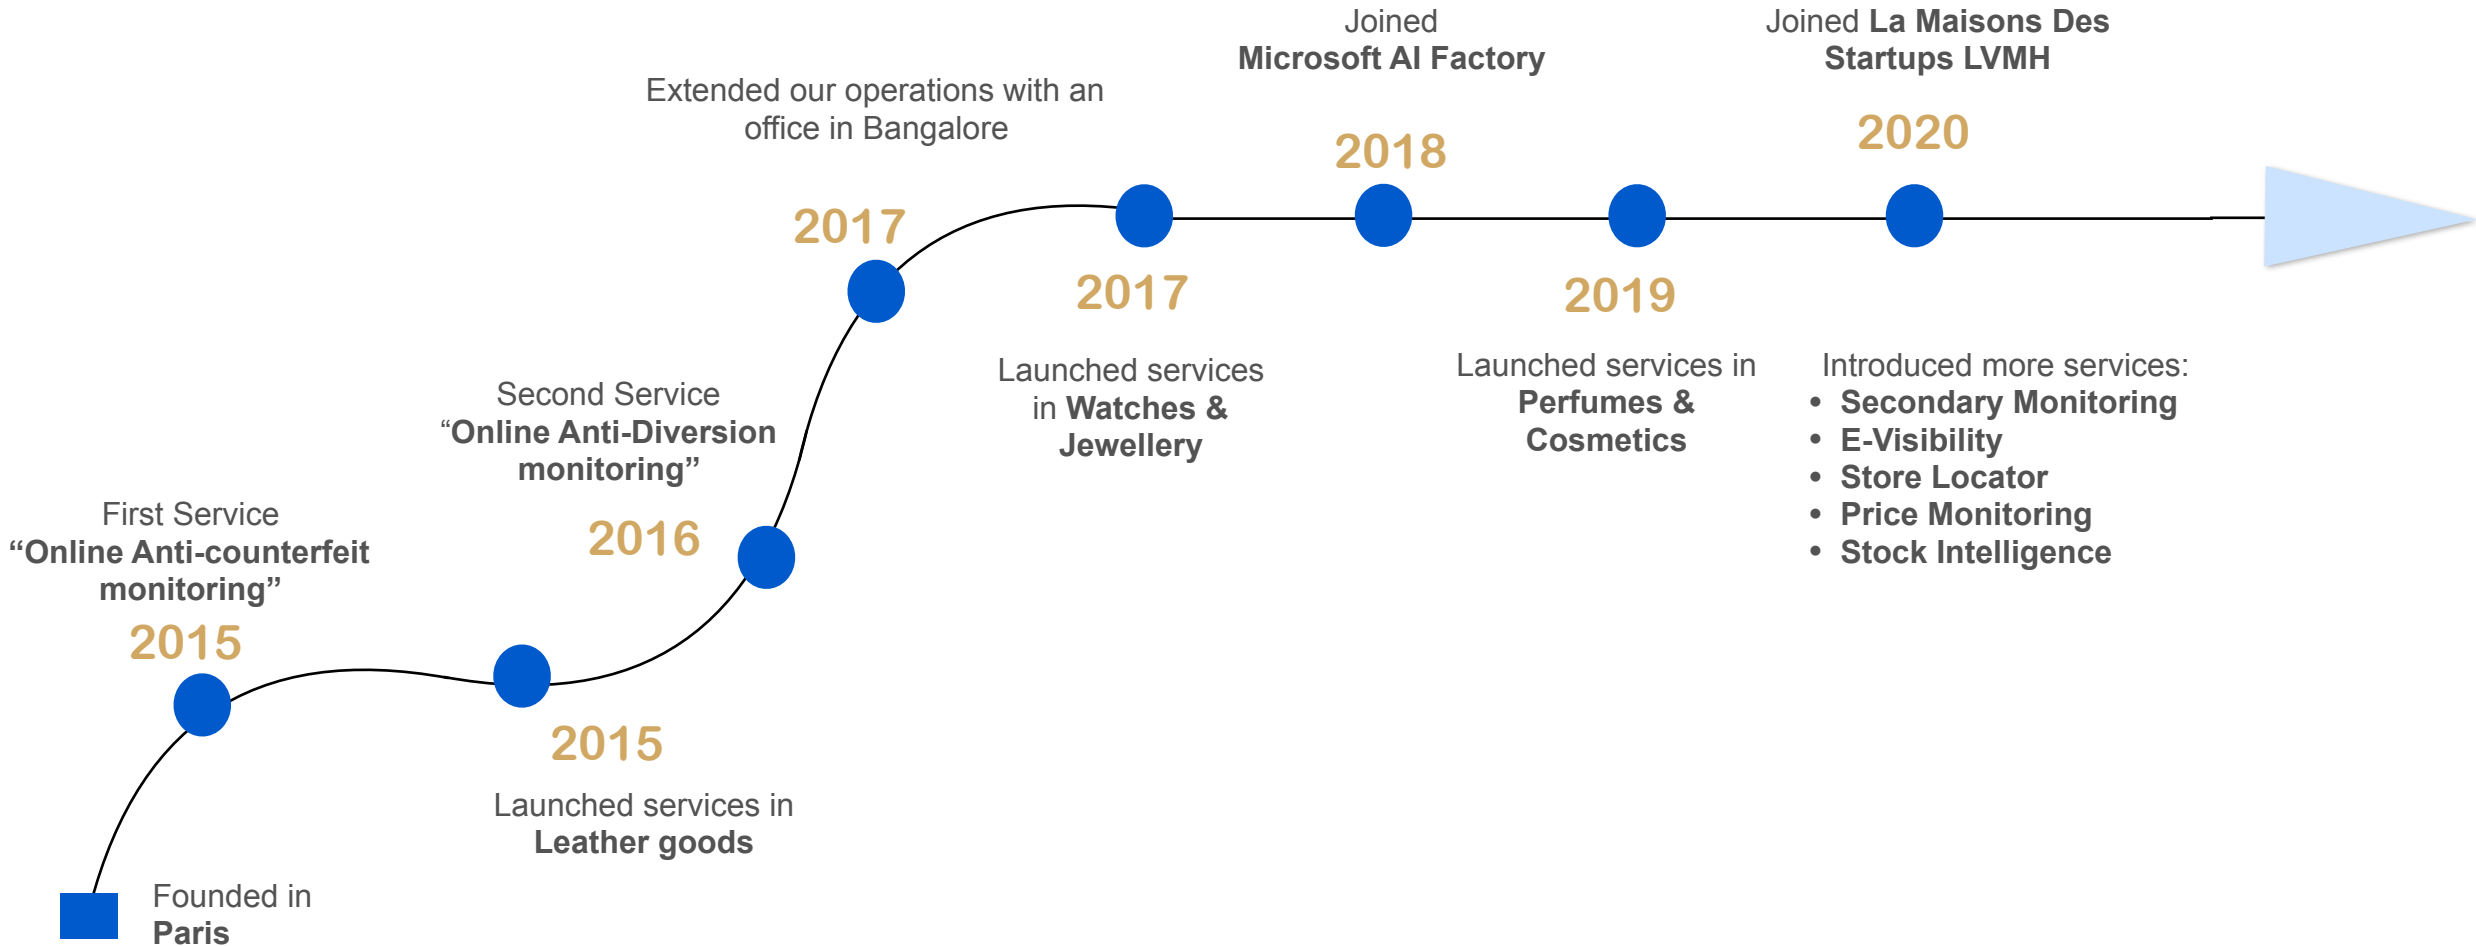 Founded in
Paris
First Service
“Online Anti-counterfeit
monitoring”
2015
2015
Launched services in
Leather goods
Second Service
“Online Anti-Diversion
monitoring”
2016
Extended our operations with an
office in Bangalore
2017
2017
Launched services
in Watches &
Jewellery
Joined
Microsoft AI Factory
2018
2019
Launched services in
Perfumes &
Cosmetics
Joined La Maisons Des
Startups LVMH
2020
Introduced more services:
• Secondary Monitoring
• E-Visibility
• Store Locator
• Price Monitoring
• Stock Intelligence